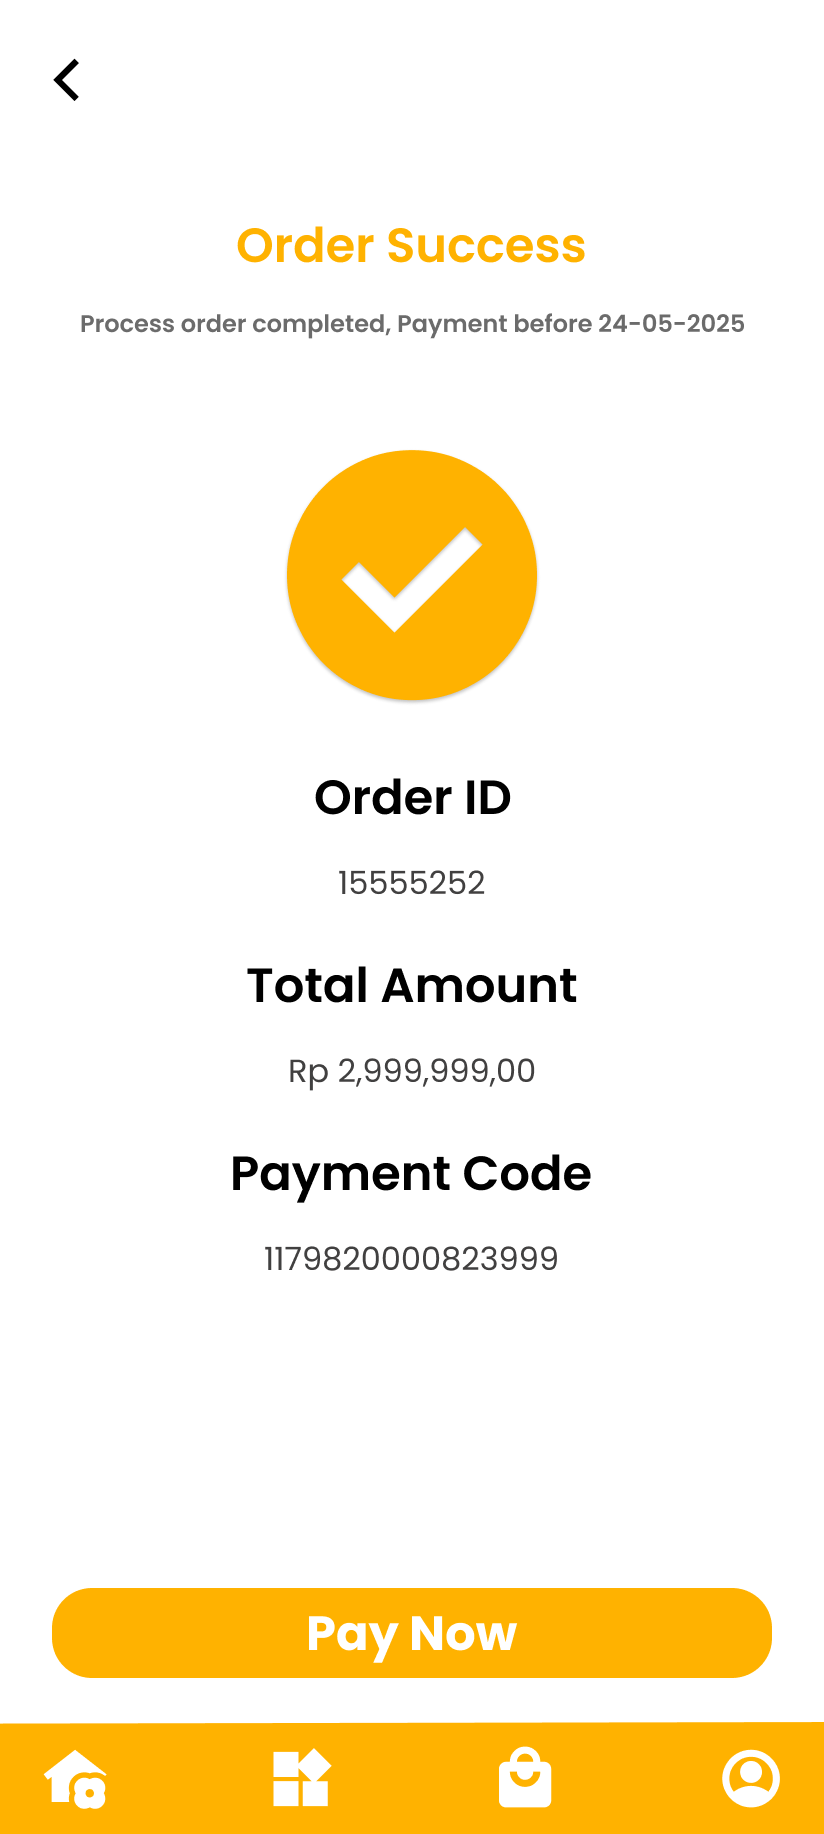 Order Success
Process order completed, Payment before 24-05-2025
Order ID
15555252
Total Amount
Rp 2,999,999,00
Payment Code
1179820000823999
Pay Now